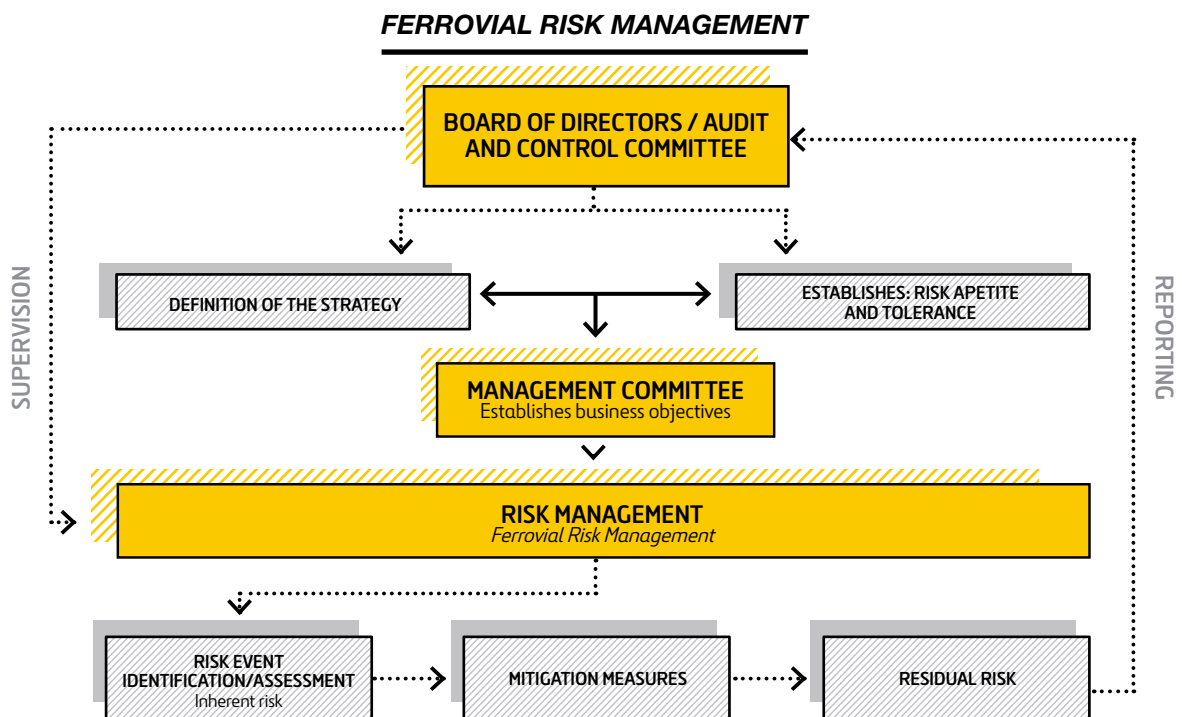 FERROVIAL RISK MANAGEMENT
BOARD OF DIRECTORS / AUDIT
AND CONTROL COMMITTEE
SUPERVISION
REPORTING
DEFINITION OF THE STRATEGY
ESTABLISHES: RISK APETITE
AND TOLERANCE
MANAGEMENT COMMITTEE
Establishes business objectives
RISK MANAGEMENT
Ferrovial Risk Management
RISK EVENT
IDENTIFICATION/ASSESSMENT
Inherent risk
MITIGATION MEASURES
RESIDUAL RISK